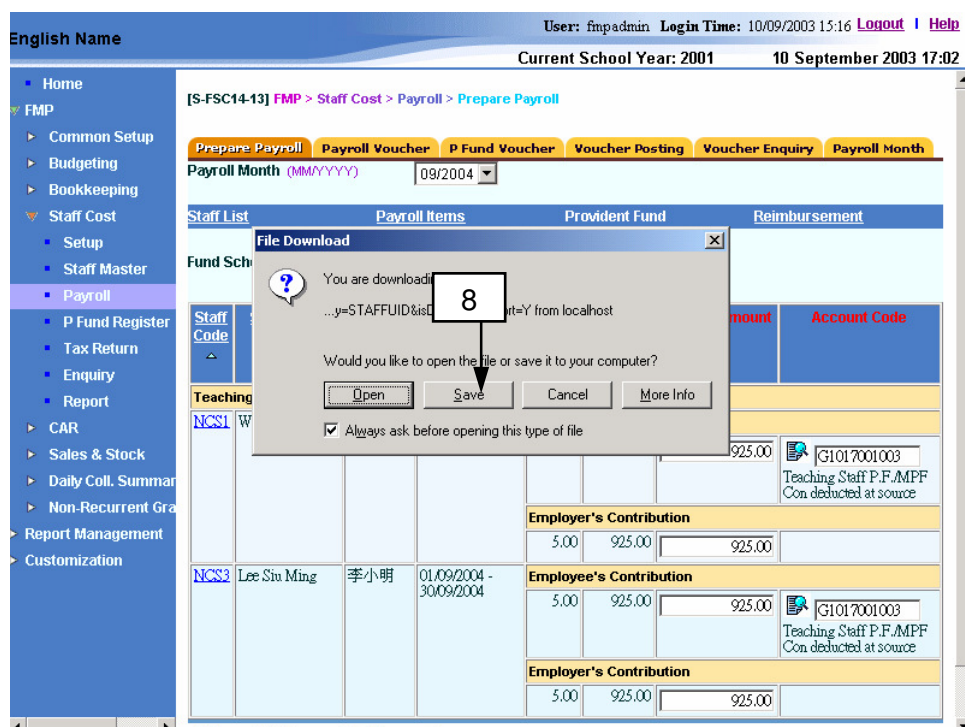 User: fmpadmin Login Time: 10/09/2003 15:16 Logout | Help
English Name
Current School Year: 2001 10 September 2003 17:02
Home
FMP
Common Setup
Budgeting
Bookkeeping
Staff Cost
Setup
Staff Master
Payroll
P Fund Register
Tax Return
Enquiry
Report
CAR
Sales & Stock
Daily Coll. Summar
Non-Recurrent Gra
Report Management
Customization
[S-FSC14-13] FMP > Staff Cost > Payroll > Prepare Payroll
Prepare Payroll Payroll Voucher P Fund Voucher Voucher Posting Voucher Enquiry Payroll Month
Payroll Month (MM/YYYY) 09/2004
Staff List Payroll Items Provident Fund Reimbursement
Fund Sch
File Download
You are downloadi
...y=STAFFUID&isD
rt=Y from localhost
8
Would you like to open the file or save it to your computer?
Open Save Cancel More Info
Always ask before opening this type of file
Staff Code
mount Account Code
Teaching
NCS1 W
925.00 G1017001003
Teaching Staff P.F./MPF
Con deducted at source
Employer's Contribution
5.00 925.00 925.00
NCS3 Lee Siu Ming 李小明 01/09/2004 -
30/09/2004
Employee's Contribution
5.00 925.00 925.00 G1017001003
Teaching Staff P.F./MPF
Con deducted at source
Employer's Contribution
5.00 925.00 925.00